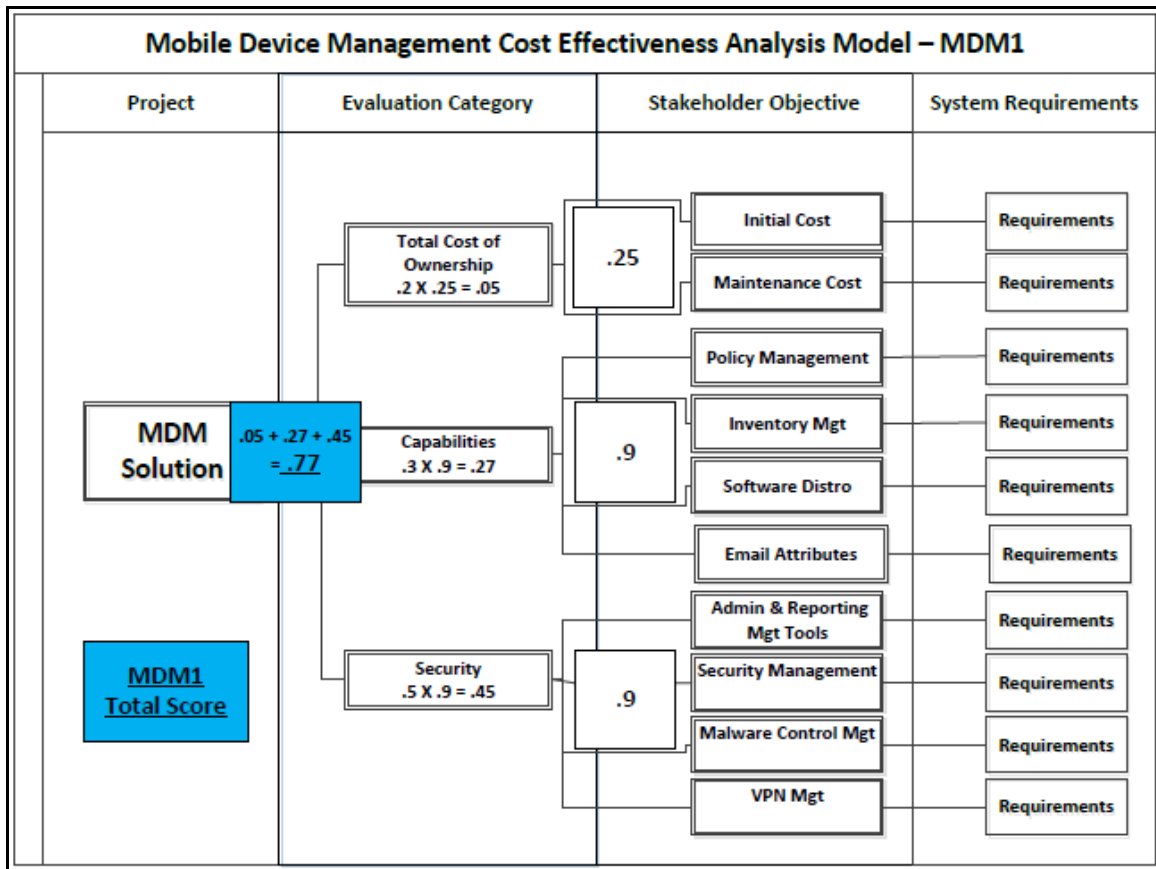 Mobile Device Management Cost Effectiveness Analysis Model – MDM1
Project
Evaluation Category
Stakeholder Objective
System Requirements
MDM
Solution
.05 + .27 + .45
= .77
MDM1
Total Score
Total Cost of
Ownership
.2 X .25 = .05
Capabilities
.3 X .9 = .27
Security
.5 X .9 = .45
.25
.9
.9
Initial Cost
Requirements
Maintenance Cost
Requirements
Policy Management
Requirements
Inventory Mgt
Requirements
Software Distro
Requirements
Email Attributes
Requirements
Admin & Reporting
Mgt Tools
Requirements
Security Management
Requirements
Malware Control Mgt
Requirements
VPN Mgt
Requirements